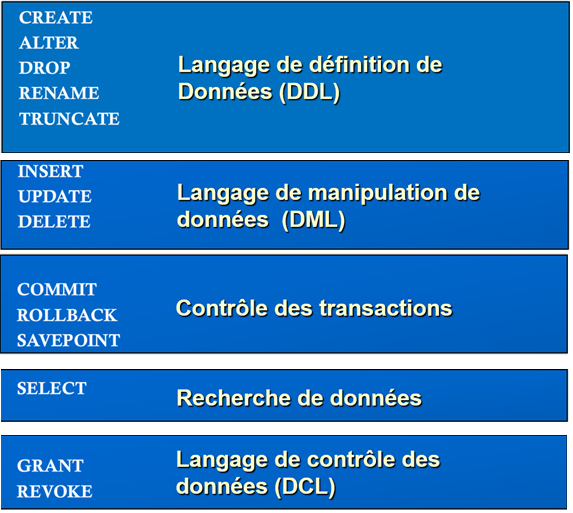 CREATE
ALTER
DROP
RENAME
TRUNCATE
Langage de définition de
Données (DDL)
INSERT
UPDATE
DELETE
Langage de manipulation de
données (DML)
COMMIT
ROLLBACK
SAVEPOINT
Contrôle des transactions
SELECT
Recherche de données
GRANT
REVOKE
Langage de contrôle des
données (DCL)